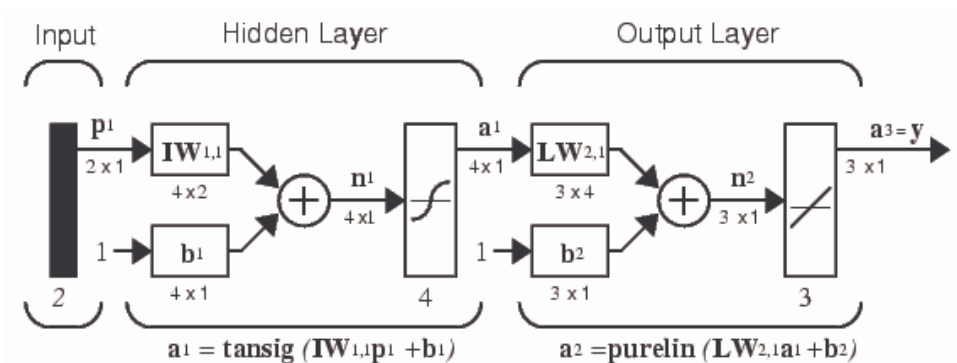 Input Hidden Layer Output Layer
p1 a1 a3 = y
IW1,1 LW2,1
2 x 1 4 x 1 3 x 1
4 x 2 n1 3 x 4 n2
4 x 1 3 x 1
1 b1 1 b2
4 x 1 3 x 1
2 4 3
a1 = tansig (IW1,1p1 +b1) a2 =purelin (LW2,1a1 +b2)